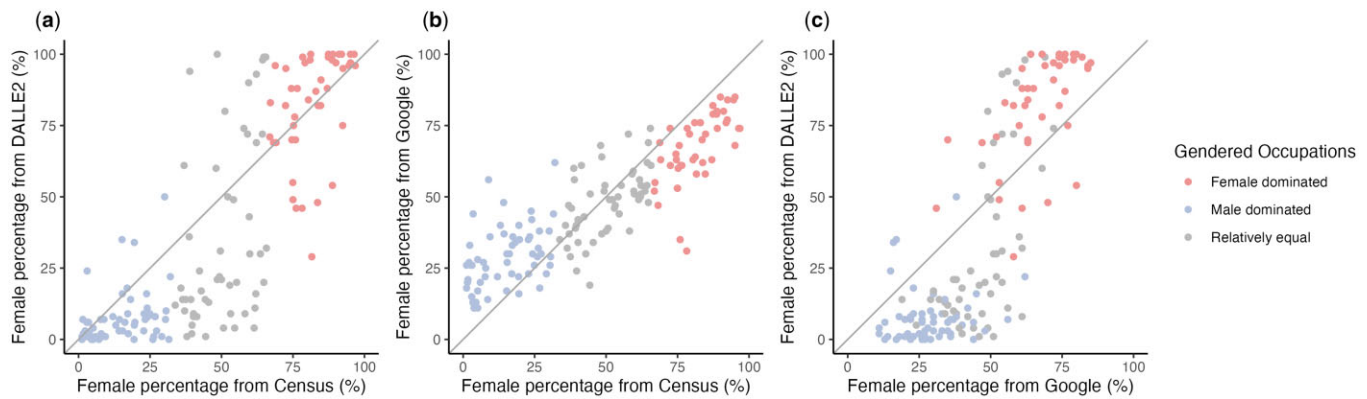 (a)
Female percentage from DALLE2 (%)
100
75
50
25
0
0 25 50 75 100
Female percentage from Census (%)
(b)
Female percentage from Google (%)
100
75
50
25
0
0 25 50 75 100
Female percentage from Census (%)
(c)
Female percentage from DALLE2 (%)
100
75
50
25
0
0 25 50 75 100
Female percentage from Google (%)
Gendered Occupations
Female dominated
Male dominated
Relatively equal